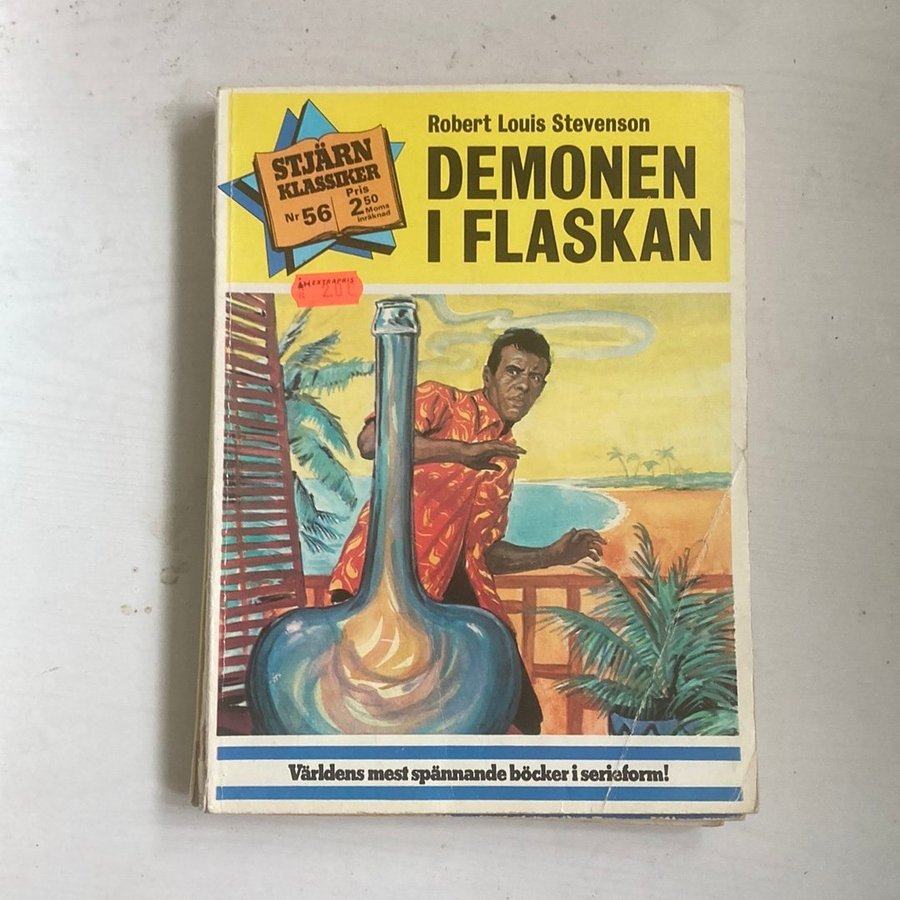 Robert Louis Stevenson
DEMONEN
I FLASKAN
STJÄRN
KLASSIKER
Nr 56
Pris
2 50
Moms
inräknad
EXTRAPRIS
Världens mest spännande böcker i serieform!